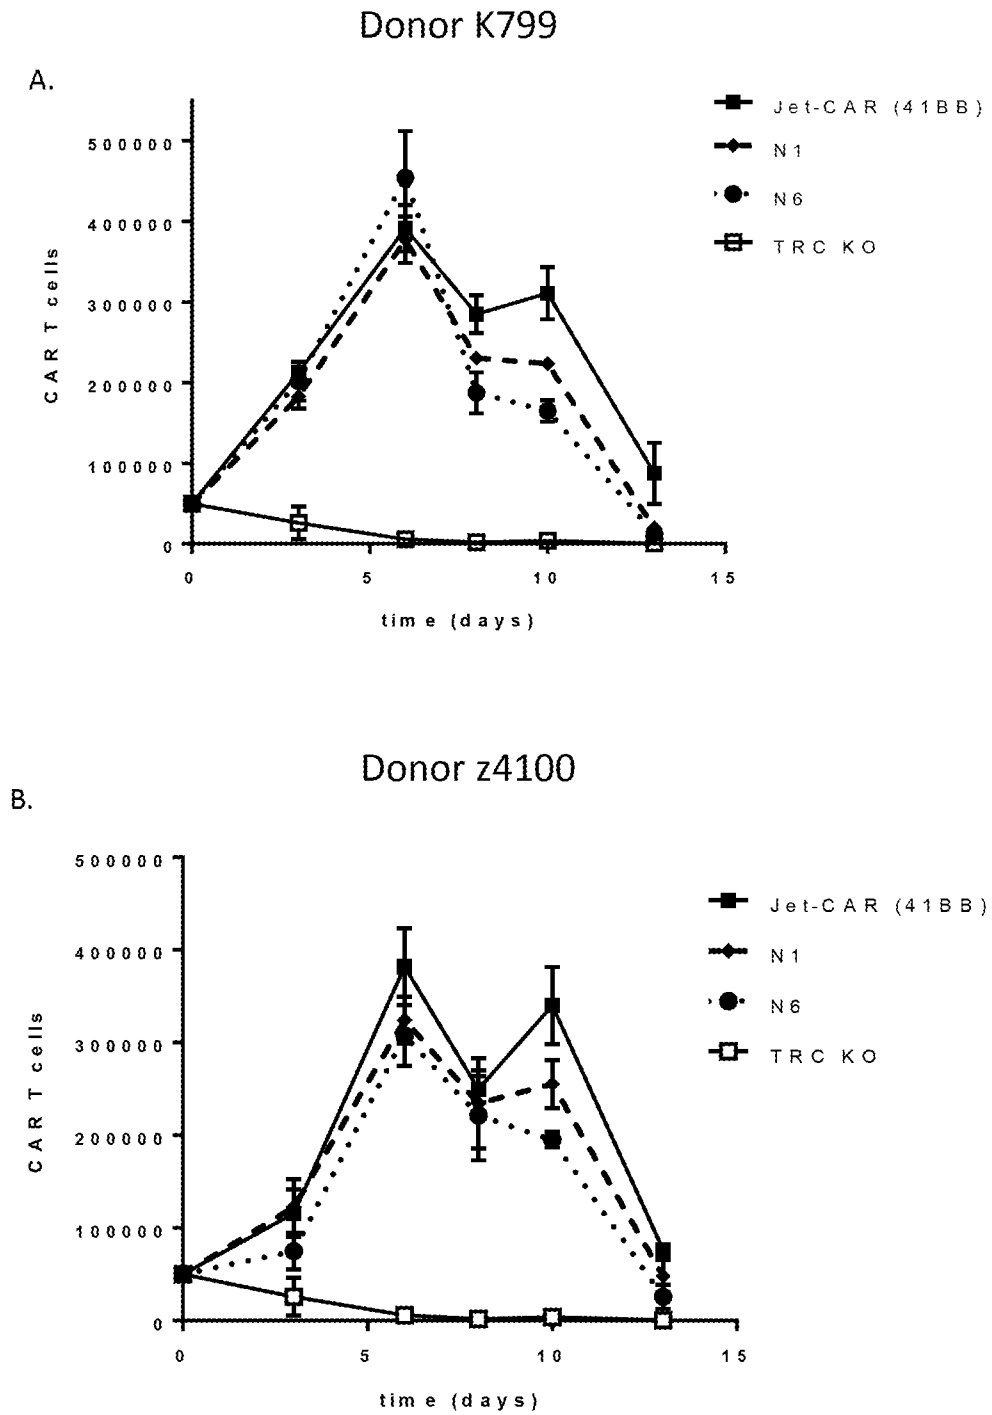 Donor K799
A.
Jet-CAR (41BB)
N1
N6
TRC KO
500000
400000
300000
200000
100000
0
CAR T cells
0 5 10 15
time (days)
Donor z4100
B.
Jet-CAR (41BB)
N1
N6
TRC KO
500000
400000
300000
200000
100000
0
CAR T cells
0 5 10 15
time (days)